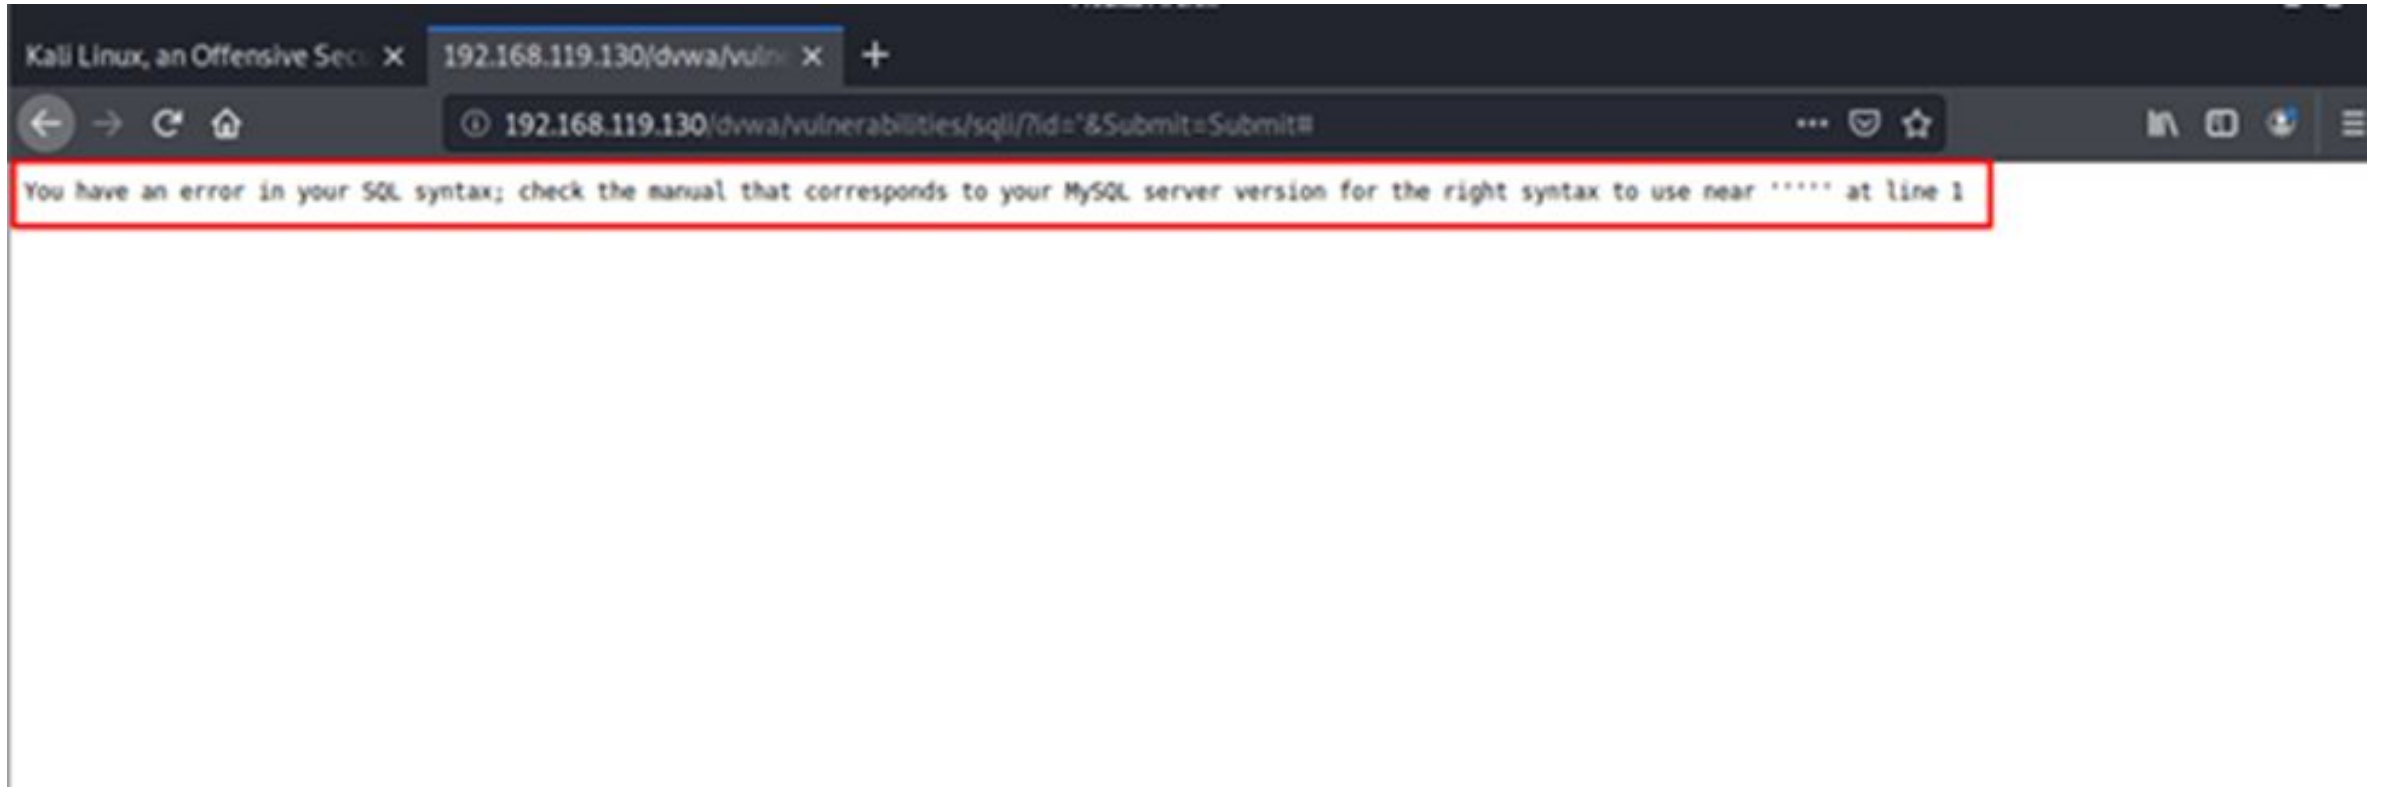 Kali Linux, an Offensive Sec
192.168.119.130/dvwa/vuln
192.168.119.130/dvwa/vulnerabilities/sqli/?id='&Submit=Submit#
You have an error in your SQL syntax; check the manual that corresponds to your MySQL server version for the right syntax to use near ''''' at line 1